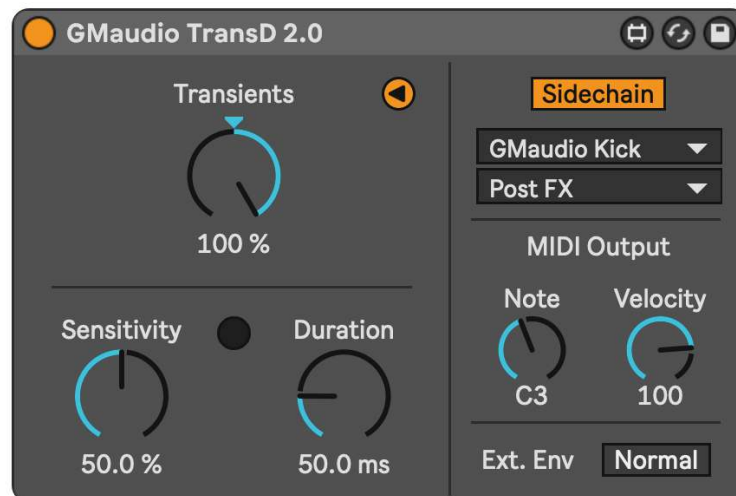 GMaudio TransD 2.0
Transients
100 %
Sensitivity
50.0 %
Duration
50.0 ms
Sidechain
GMaudio Kick
Post FX
MIDI Output
Note
C3
Velocity
100
Ext. Env
Normal